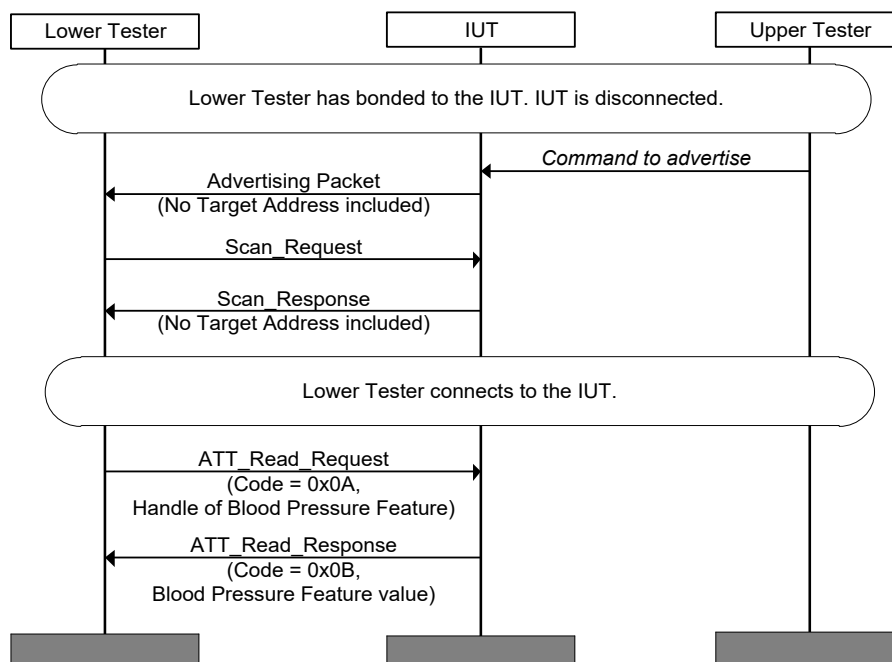 Lower Tester
IUT
Upper Tester
Lower Tester has bonded to the IUT. IUT is disconnected.
Command to advertise
Advertising Packet
(No Target Address included)
Scan_Request
Scan_Response
(No Target Address included)
Lower Tester connects to the IUT.
ATT_Read_Request
(Code = 0x0A,
Handle of Blood Pressure Feature)
ATT_Read_Response
(Code = 0x0B,
Blood Pressure Feature value)